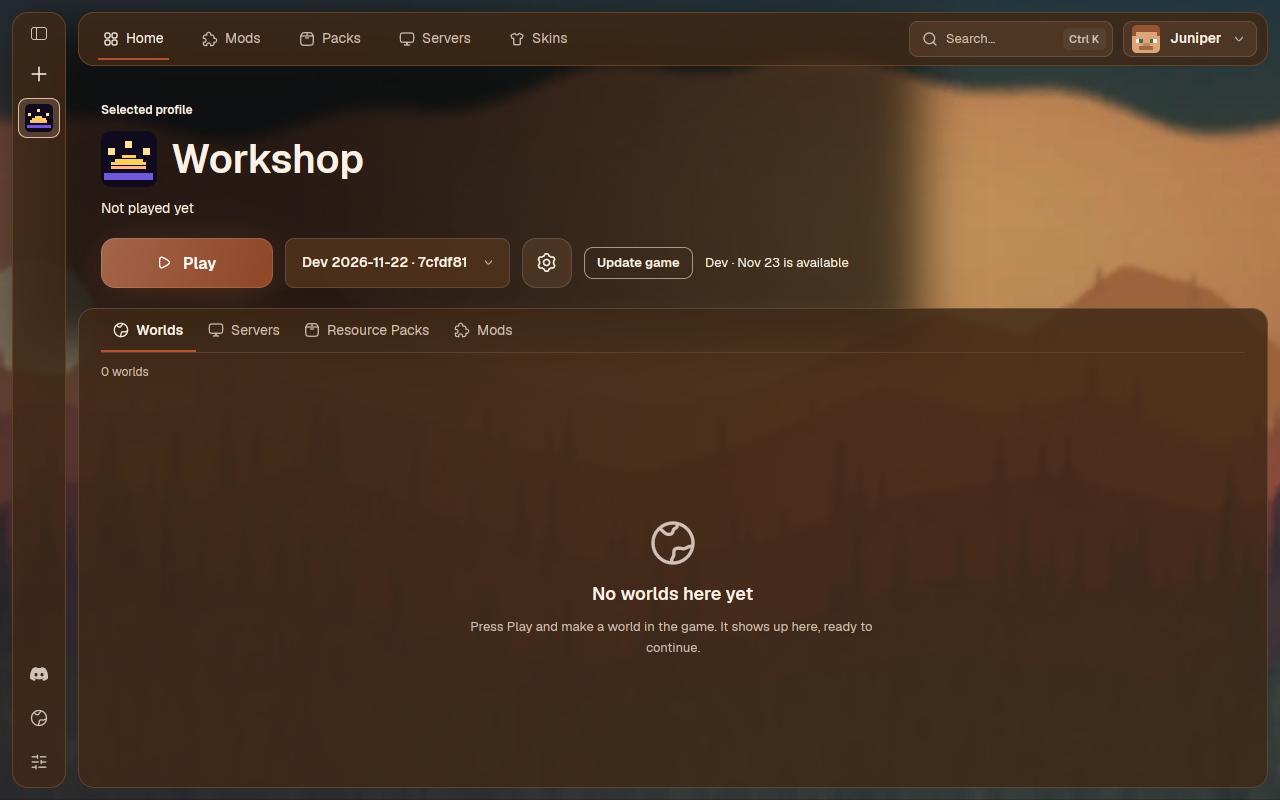 Home
Mods
Packs
Servers
Skins
Search...
Ctrl K
Juniper
Selected profile
Workshop
Not played yet
Play
Dev 2026-11-22 · 7cfdf81
Update game
Dev · Nov 23 is available
Worlds
Servers
Resource Packs
Mods
0 worlds
No worlds here yet
Press Play and make a world in the game. It shows up here, ready to
continue.